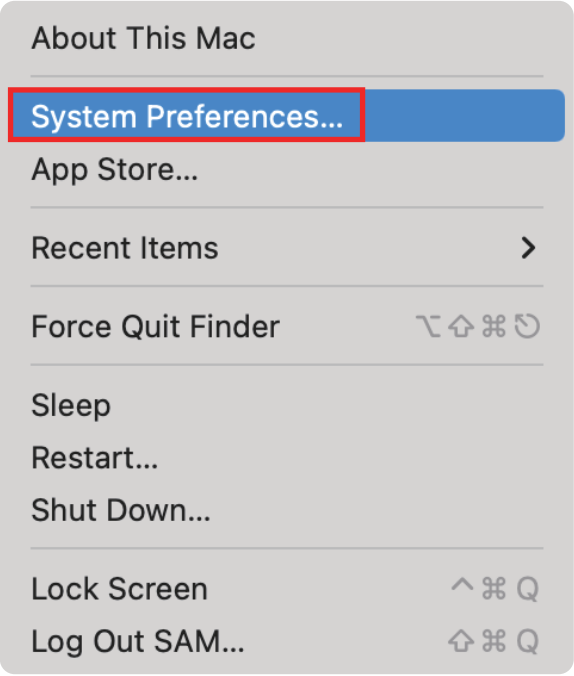 About This Mac
System Preferences...
App Store...
Recent Items
Force Quit Finder ⌥⇧⌘⎋
Sleep
Restart...
Shut Down...
Lock Screen ^⌘Q
Log Out SAM... ⇧⌘Q